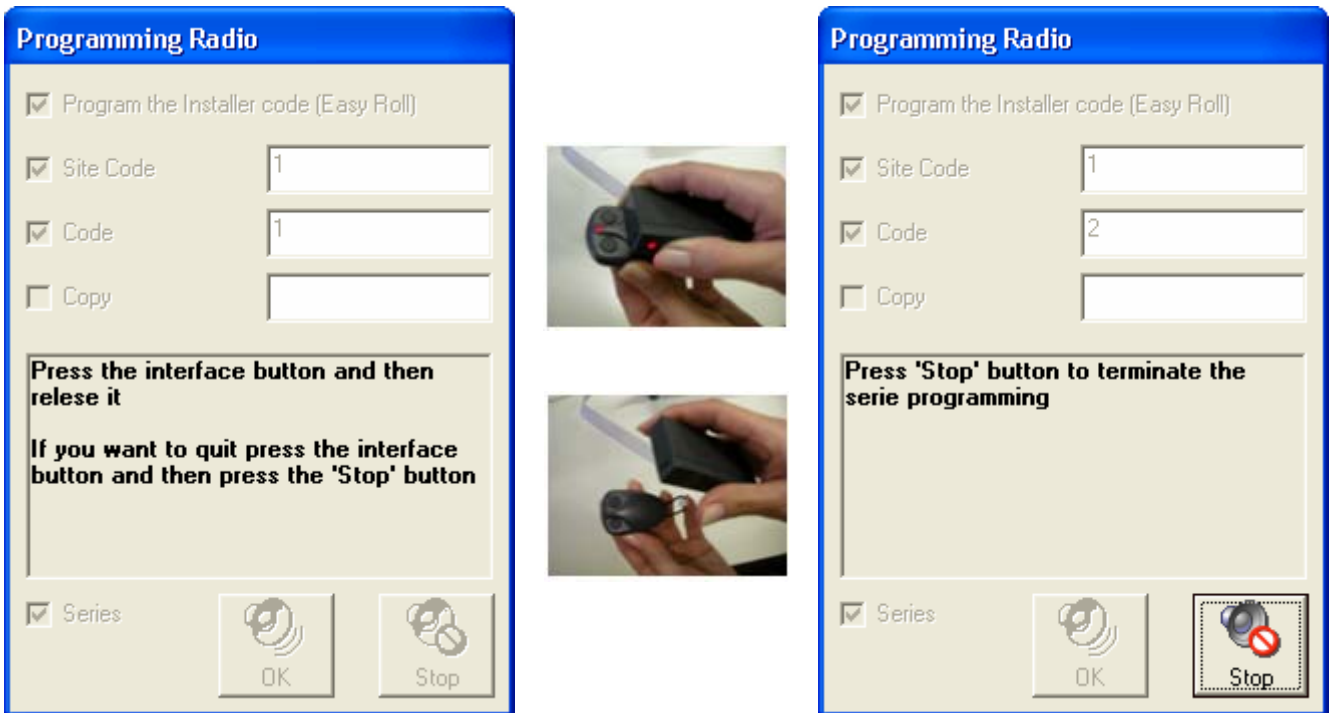 Programming Radio
Program the Installer code (Easy Roll)
Site Code 1
Code 1
Copy
Press the interface button and then
relese it
If you want to quit press the interface
button and then press the 'Stop' button
Series
OK
Stop
Programming Radio
Program the Installer code (Easy Roll)
Site Code 1
Code 2
Copy
Press 'Stop' button to terminate the
serie programming
Series
OK
Stop